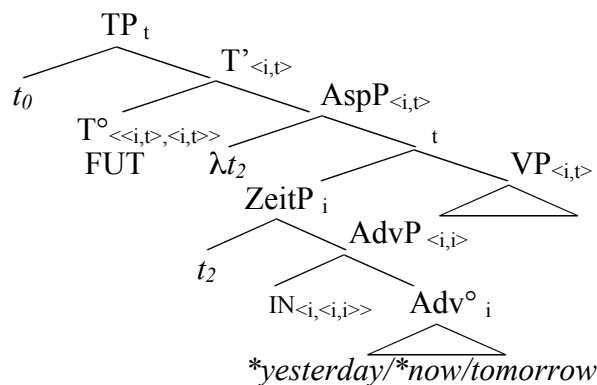 TP t
T’<i,t>
t0 AspP<i,t>
T°<<i,t>,<i,t>>
FUT λt2 t VP<i,t>
ZeitP i
AdvP <i,i>
t2
IN<i,<i,i>> Adv° i
*yesterday/*now/tomorrow